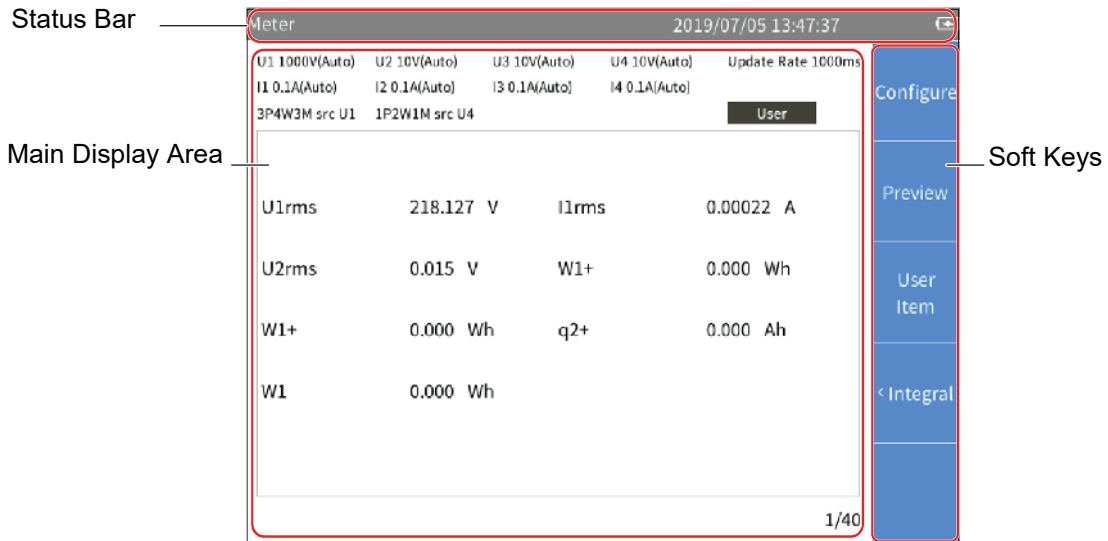 Status Bar
Meter 2019/07/05 13:47:37
U1 1000V(Auto) U2 10V(Auto) U3 10V(Auto) U4 10V(Auto) Update Rate 1000ms
I1 0.1A(Auto) I2 0.1A(Auto) I3 0.1A(Auto) I4 0.1A(Auto)
3P4W3M src U1 1P2W1M src U4 User
Configure
Main Display Area
Soft Keys
Preview
U1rms 218.127 V I1rms 0.00022 A
U2rms 0.015 V W1+ 0.000 Wh
User
Item
W1+ 0.000 Wh q2+ 0.000 Ah
W1 0.000 Wh
< Integral
1/40